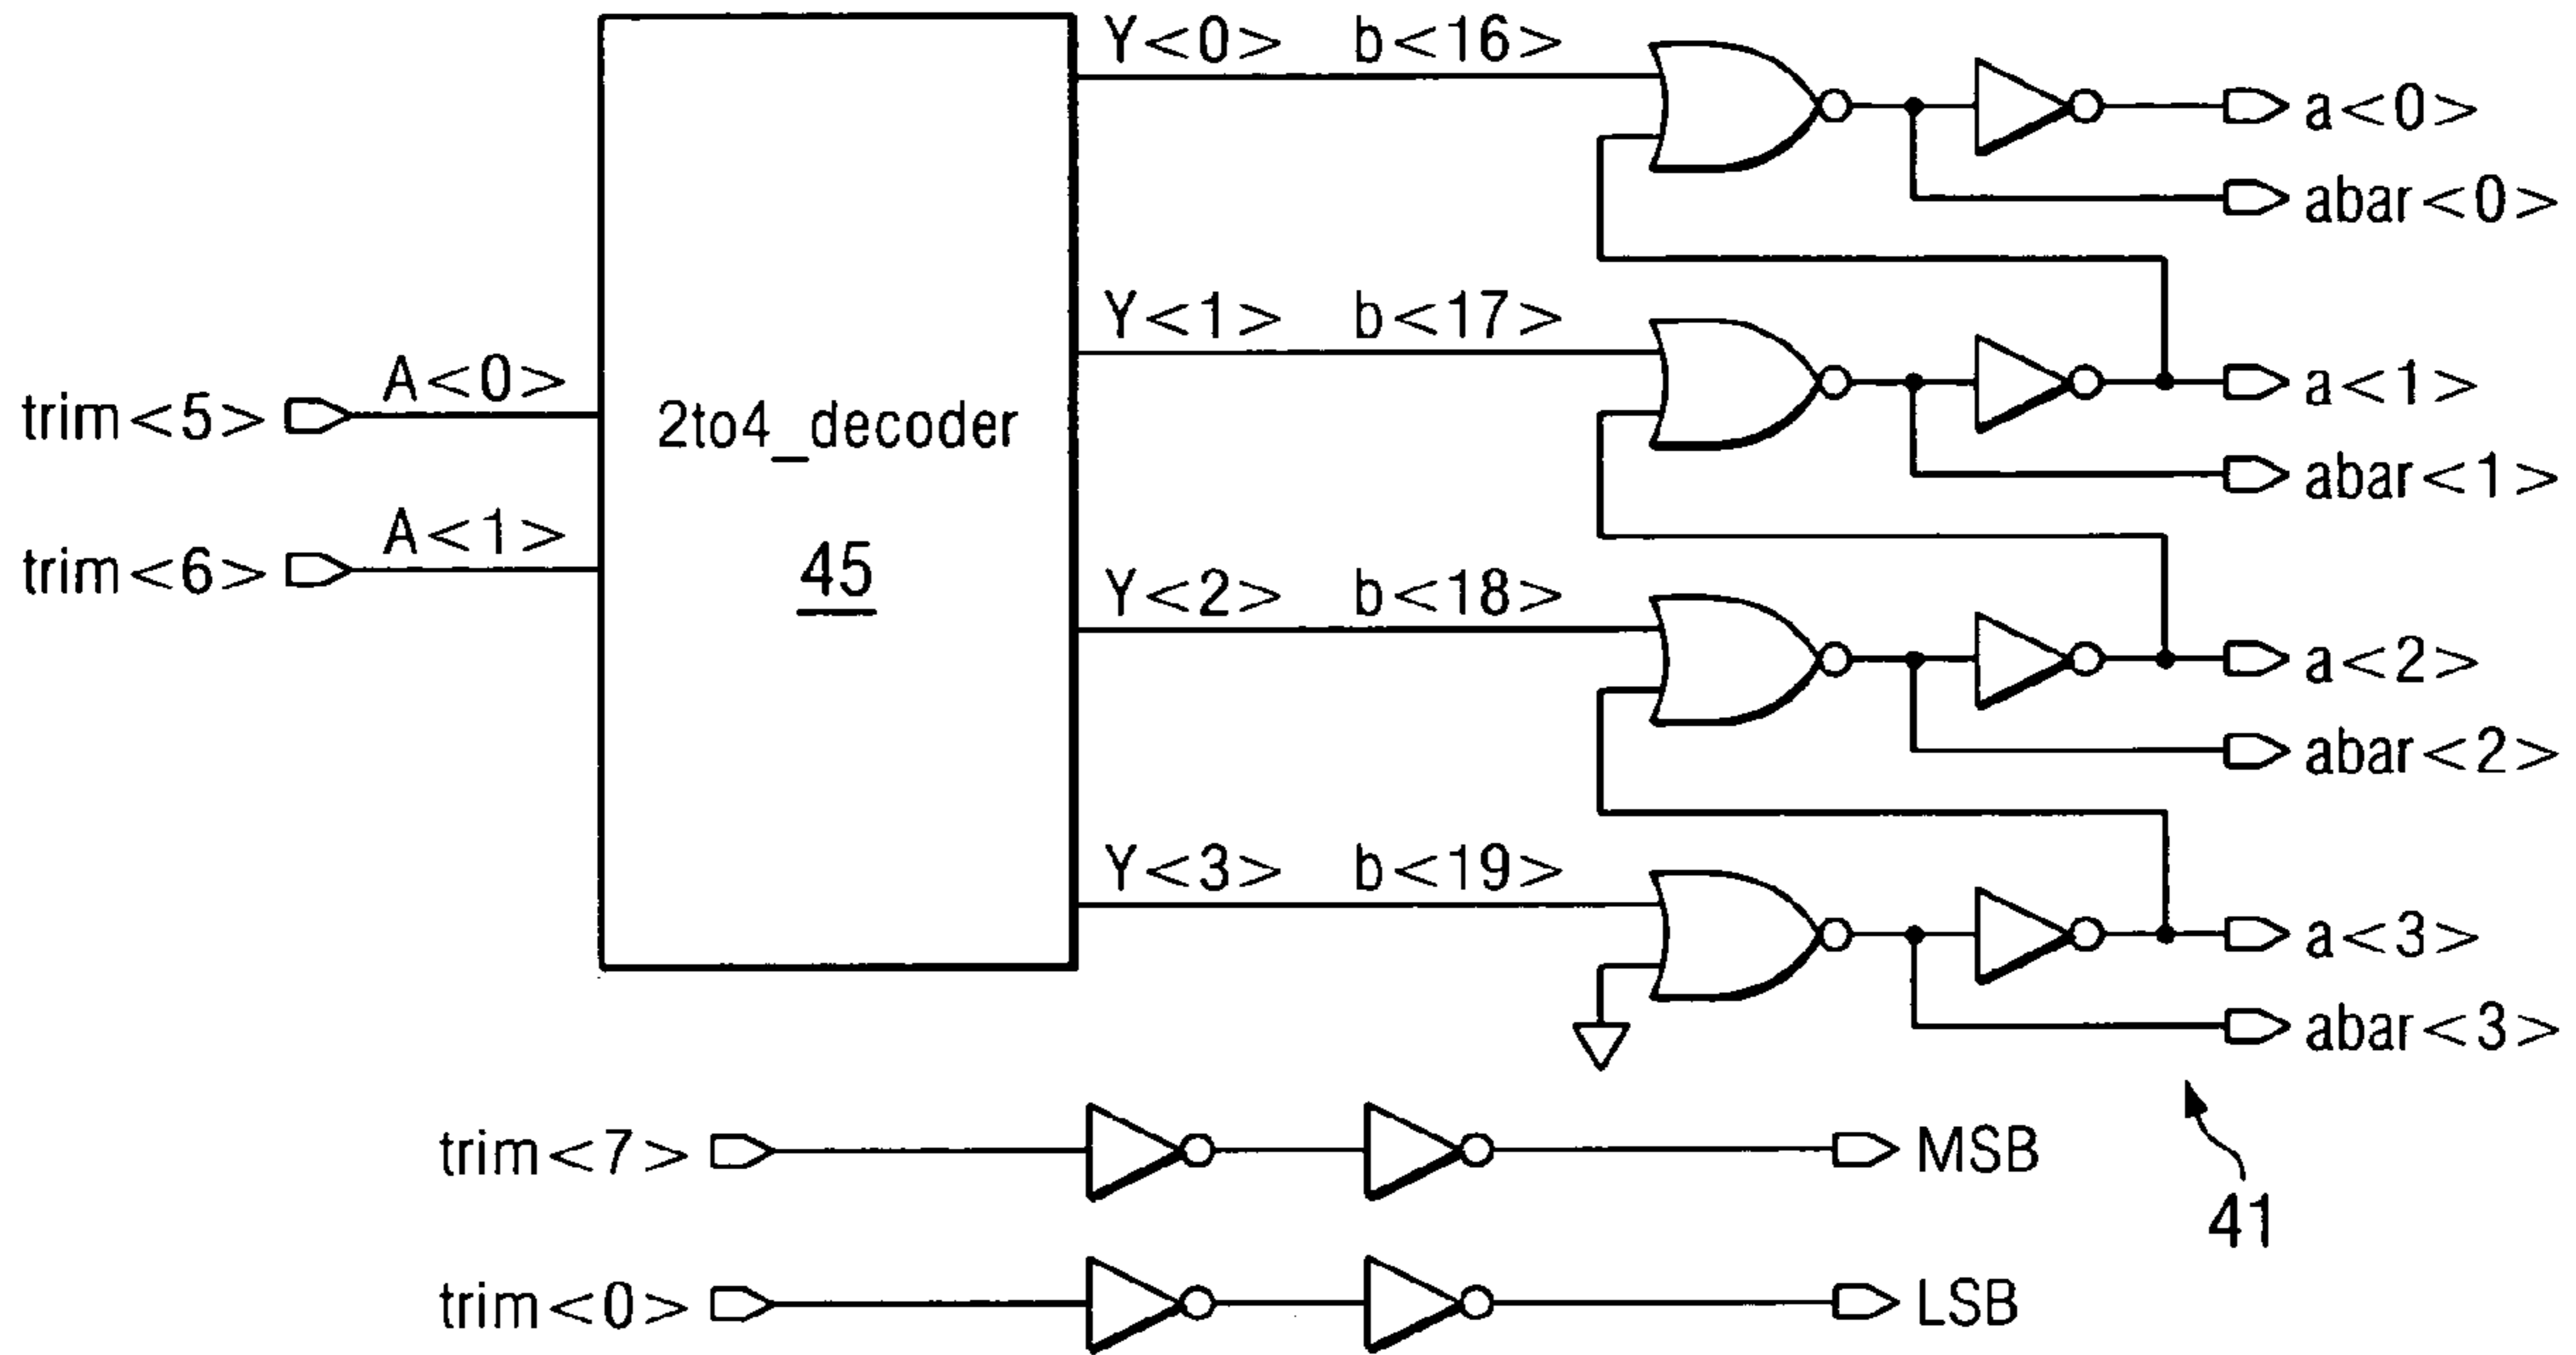 Y<0> b<16>
a<0>
abar<0>
Y<1> b<17>
trim<5> A<0>
2to4_decoder
a<1>
abar<1>
trim<6> A<1>
45
Y<2> b<18>
a<2>
abar<2>
Y<3> b<19>
a<3>
abar<3>
trim<7> MSB
41
trim<0> LSB